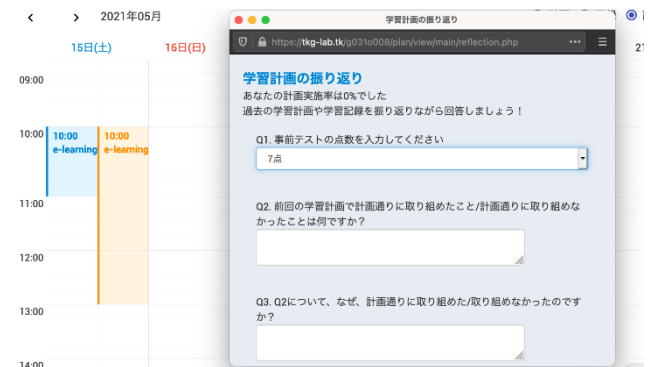 2021年05月
15日(土)
16日(日)
09:00
10:00
10:00
e-learning
10:00
e-learning
11:00
12:00
13:00
14:00
学習計画の振り返り
https://tkg-lab.tk/g031o008/plan/view/main/reflection.php
学習計画の振り返り
あなたの計画実施率は0%でした
過去の学習計画や学習記録を振り返りながら回答しましょう！
Q1. 事前テストの点数を入力してください
7点
Q2. 前回の学習計画で計画通りに取り組めたこと/計画通りに取り組めな
かったことは何ですか？
Q3. Q2について、なぜ、計画通りに取り組めた/取り組めなかったのです
か？